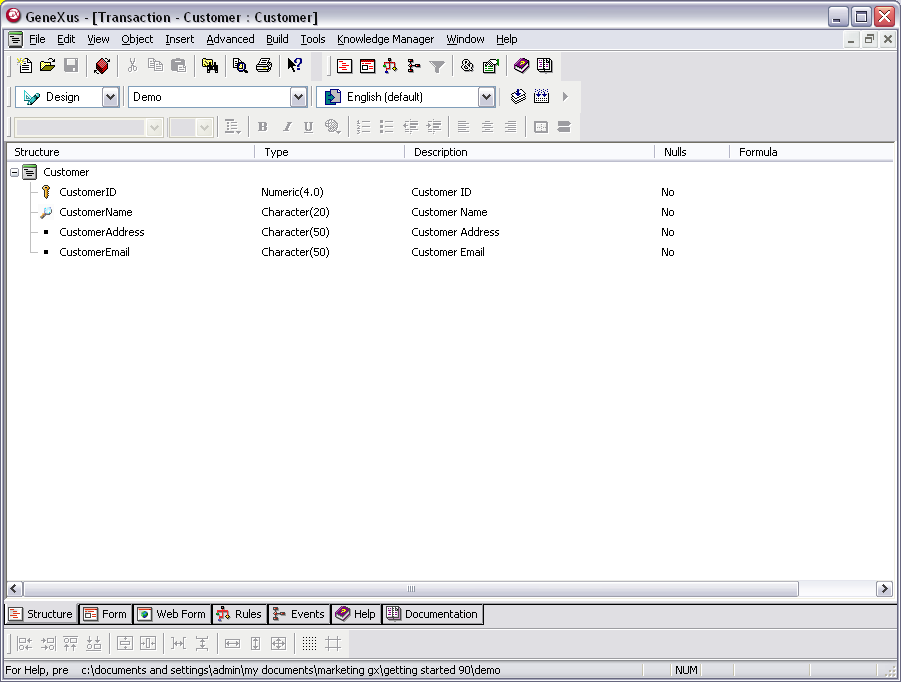 GeneXus - [Transaction - Customer : Customer]
File Edit View Object Insert Advanced Build Tools Knowledge Manager Window Help
Design Demo English (default)
B I U
Structure Type Description Nulls Formula
Customer
CustomerID Numeric(4.0) Customer ID No
CustomerName Character(20) Customer Name No
CustomerAddress Character(50) Customer Address No
CustomerEmail Character(50) Customer Email No
Structure Form Web Form Rules Events Help Documentation
For Help, pre c:\documents and settings\admin\my documents\marketing gx\getting started 90\demo NUM